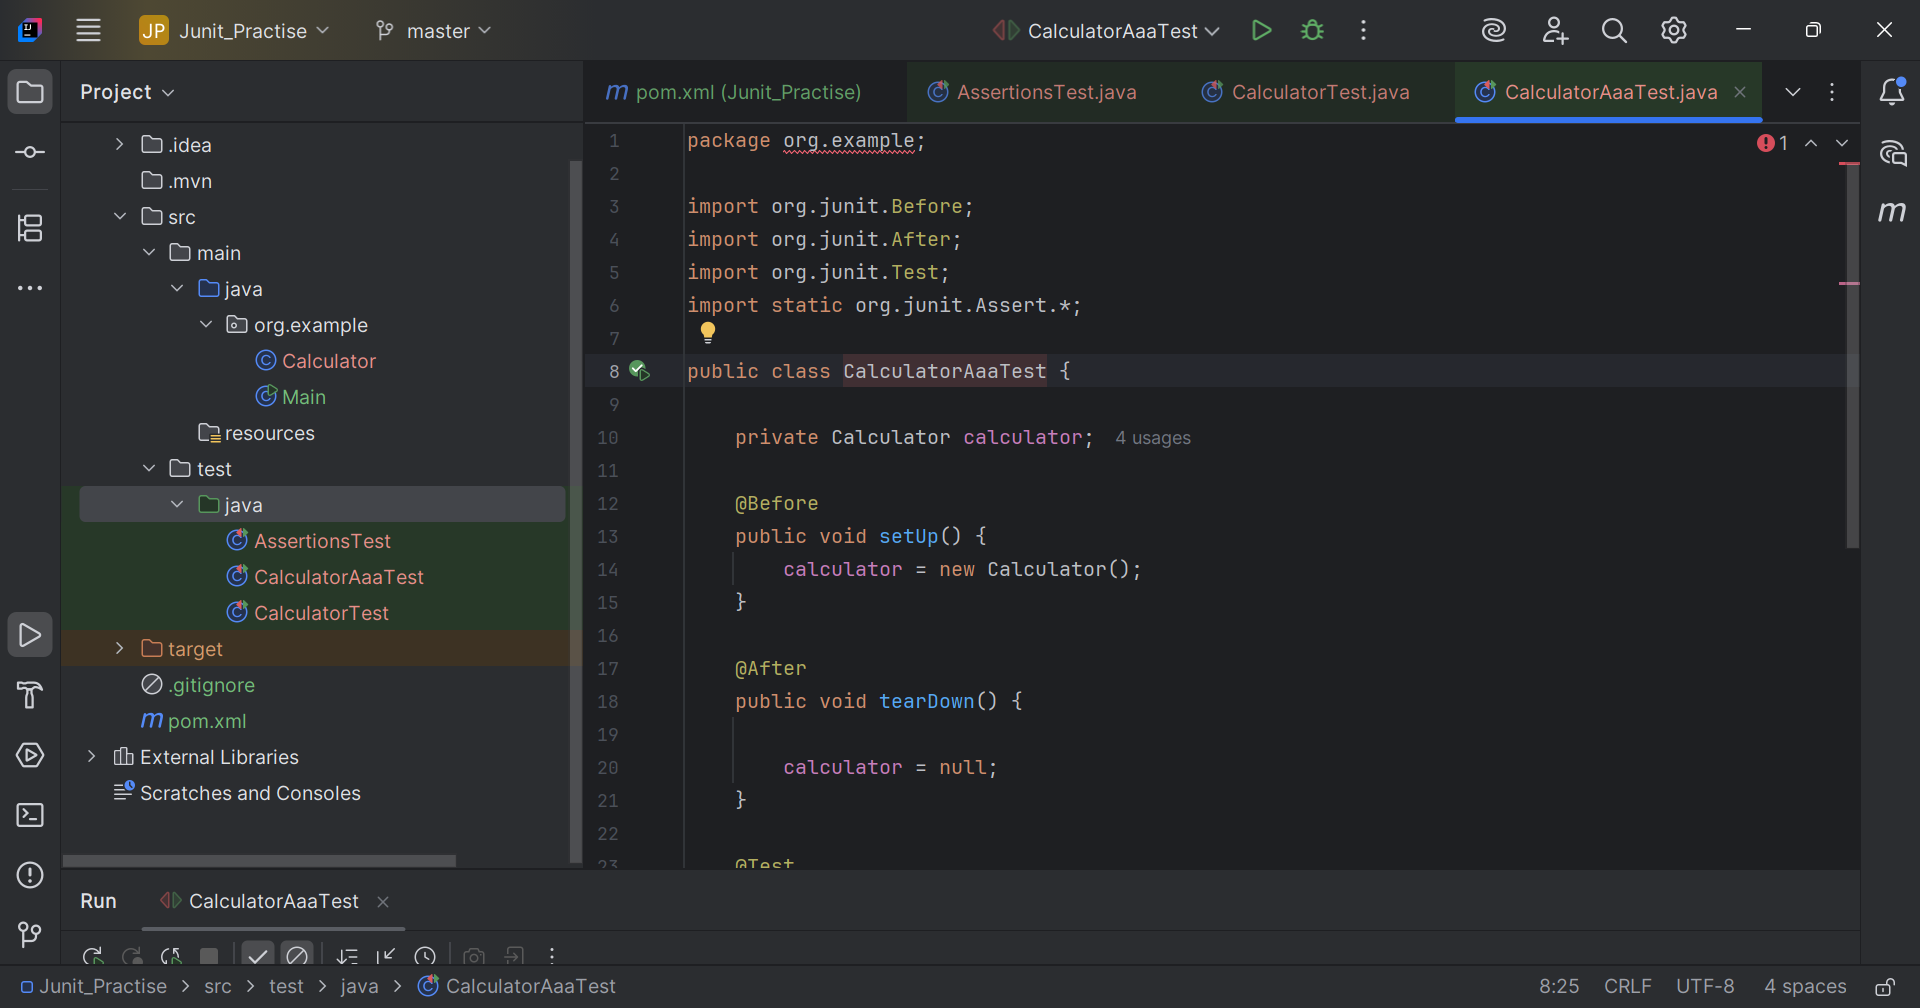 JP Junit_Practise
master
CalculatorAaaTest
Project
.idea
.mvn
src
main
java
org.example
Calculator
Main
resources
test
java
AssertionsTest
CalculatorAaaTest
CalculatorTest
target
.gitignore
m pom.xml
External Libraries
Scratches and Consoles
m pom.xml (Junit_Practise)
AssertionsTest.java
CalculatorTest.java
CalculatorAaaTest.java
1
1 package org.example;
2
3 import org.junit.Before;
4 import org.junit.After;
5 import org.junit.Test;
6 import static org.junit.Assert.*;
7
8 public class CalculatorAaaTest {
9
10 private Calculator calculator; 4 usages
11
12 @Before
13 public void setUp() {
14 calculator = new Calculator();
15 }
16
17 @After
18 public void tearDown() {
19
20 calculator = null;
21 }
22
23 @Test
m
Run
CalculatorAaaTest
Junit_Practise > src > test > java > CalculatorAaaTest
8:25 CRLF UTF-8 4 spaces